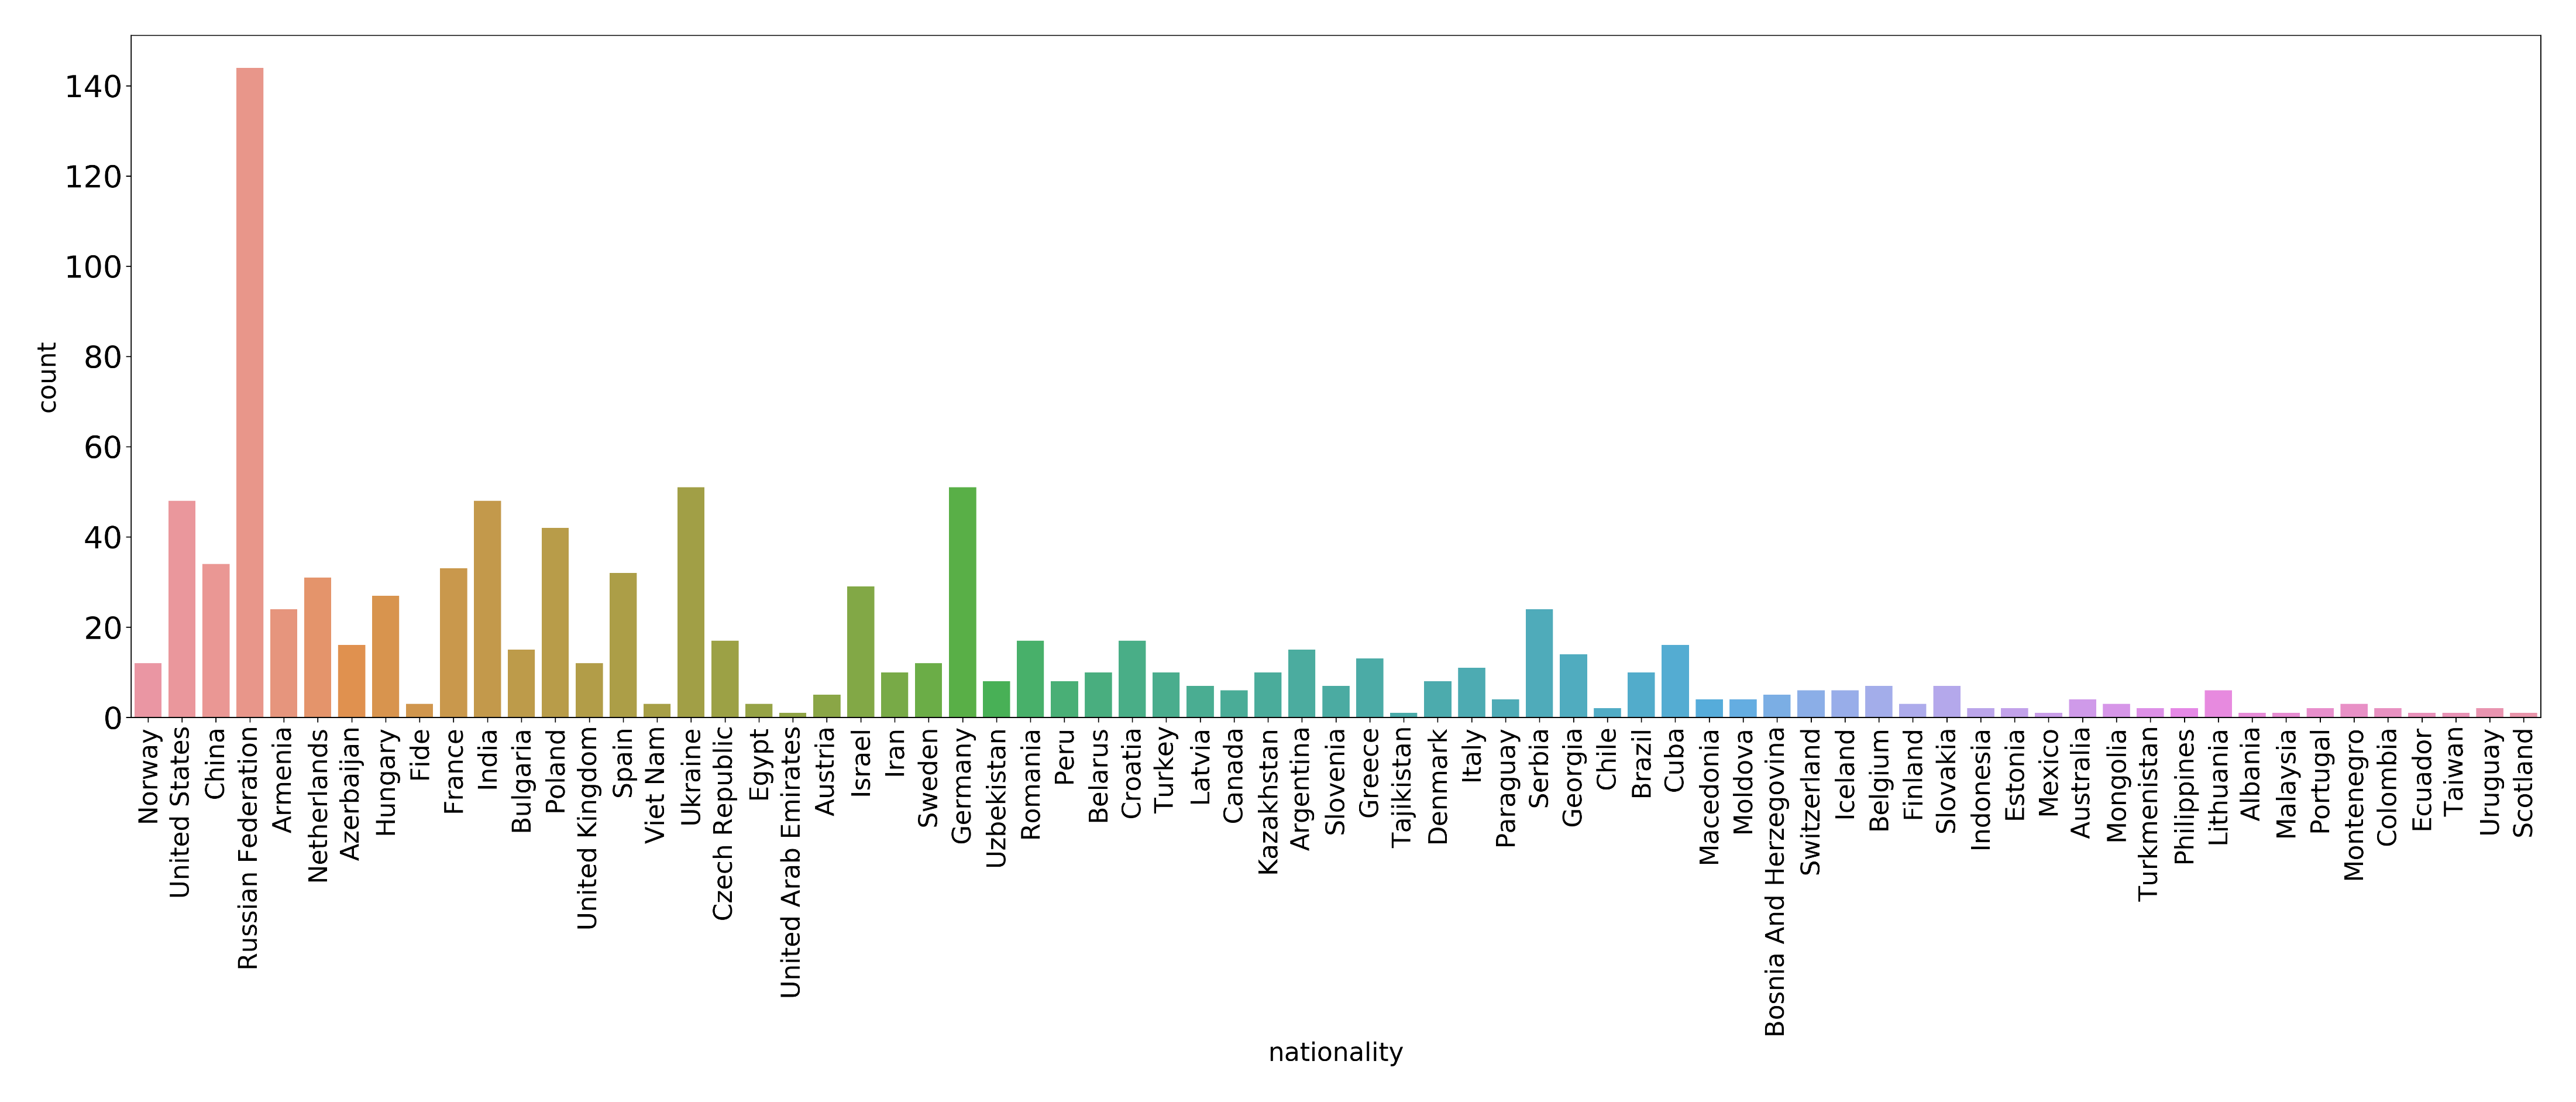 140
120
100
80
60
40
20
0
count
Norway
United States
China
Russian Federation
Armenia
Netherlands
Azerbaijan
Hungary
Fide
France
India
Bulgaria
Poland
United Kingdom
Spain
Viet Nam
Ukraine
Czech Republic
Egypt
United Arab Emirates
Austria
Israel
Iran
Sweden
Germany
Uzbekistan
Romania
Peru
Belarus
Croatia
Turkey
Latvia
Canada
Kazakhstan
Argentina
Slovenia
Greece
Tajikistan
Denmark
Italy
Paraguay
Serbia
Georgia
Chile
Brazil
Cuba
Macedonia
Moldova
Bosnia And Herzegovina
Switzerland
Iceland
Belgium
Finland
Slovakia
Indonesia
Estonia
Mexico
Australia
Mongolia
Turkmenistan
Philippines
Lithuania
Albania
Malaysia
Portugal
Montenegro
Colombia
Ecuador
Taiwan
Uruguay
Scotland
nationality